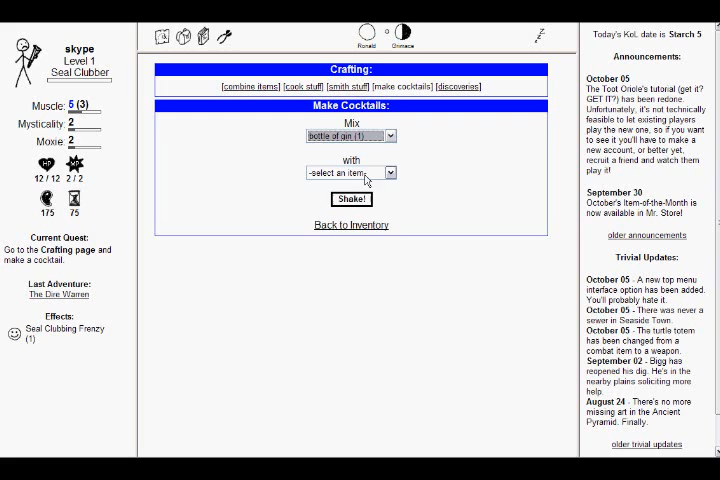 skype
Level 1
Seal Clubber
Muscle: 5 (3)
Mysticality: 2
Moxie: 2
HP MP
12 / 12 2 / 2
175 75
Current Quest:
Go to the Crafting page and
make a cocktail.
Last Adventure:
The Dire Warren
Effects:
Seal Clubbing Frenzy
(1)
Ronald Grimace
z z z
Crafting:
[combine items] [cook stuff] [smith stuff] [make cocktails] [discoveries]
Make Cocktails:
Mix
bottle of gin (1)
with
-select an item-
Shake!
Back to Inventory
Today's KoL date is Starch 5
Announcements:
October 05
The Toot Oriole's tutorial (get it?
GET IT?) has been redone.
Unfortunately, it's not technically
feasible to let existing players
play the new one, so if you want
to see it you'll have to make a
new account, or better yet,
recruit a friend and watch them
play it!
September 30
October's Item-of-the-Month is
now available in Mr. Store!
older announcements
Trivial Updates:
October 05 - A new top menu
interface option has been added.
You'll probably hate it.
October 05 - There was never a
sewer in Seaside Town.
October 05 - The turtle totem
has been changed from a
combat item to a weapon.
September 02 - Bigg has
reopened his dig. He's in the
nearby plains soliciting more
help.
August 24 - There's no more
missing art in the Ancient
Pyramid. Finally.
older trivial updates